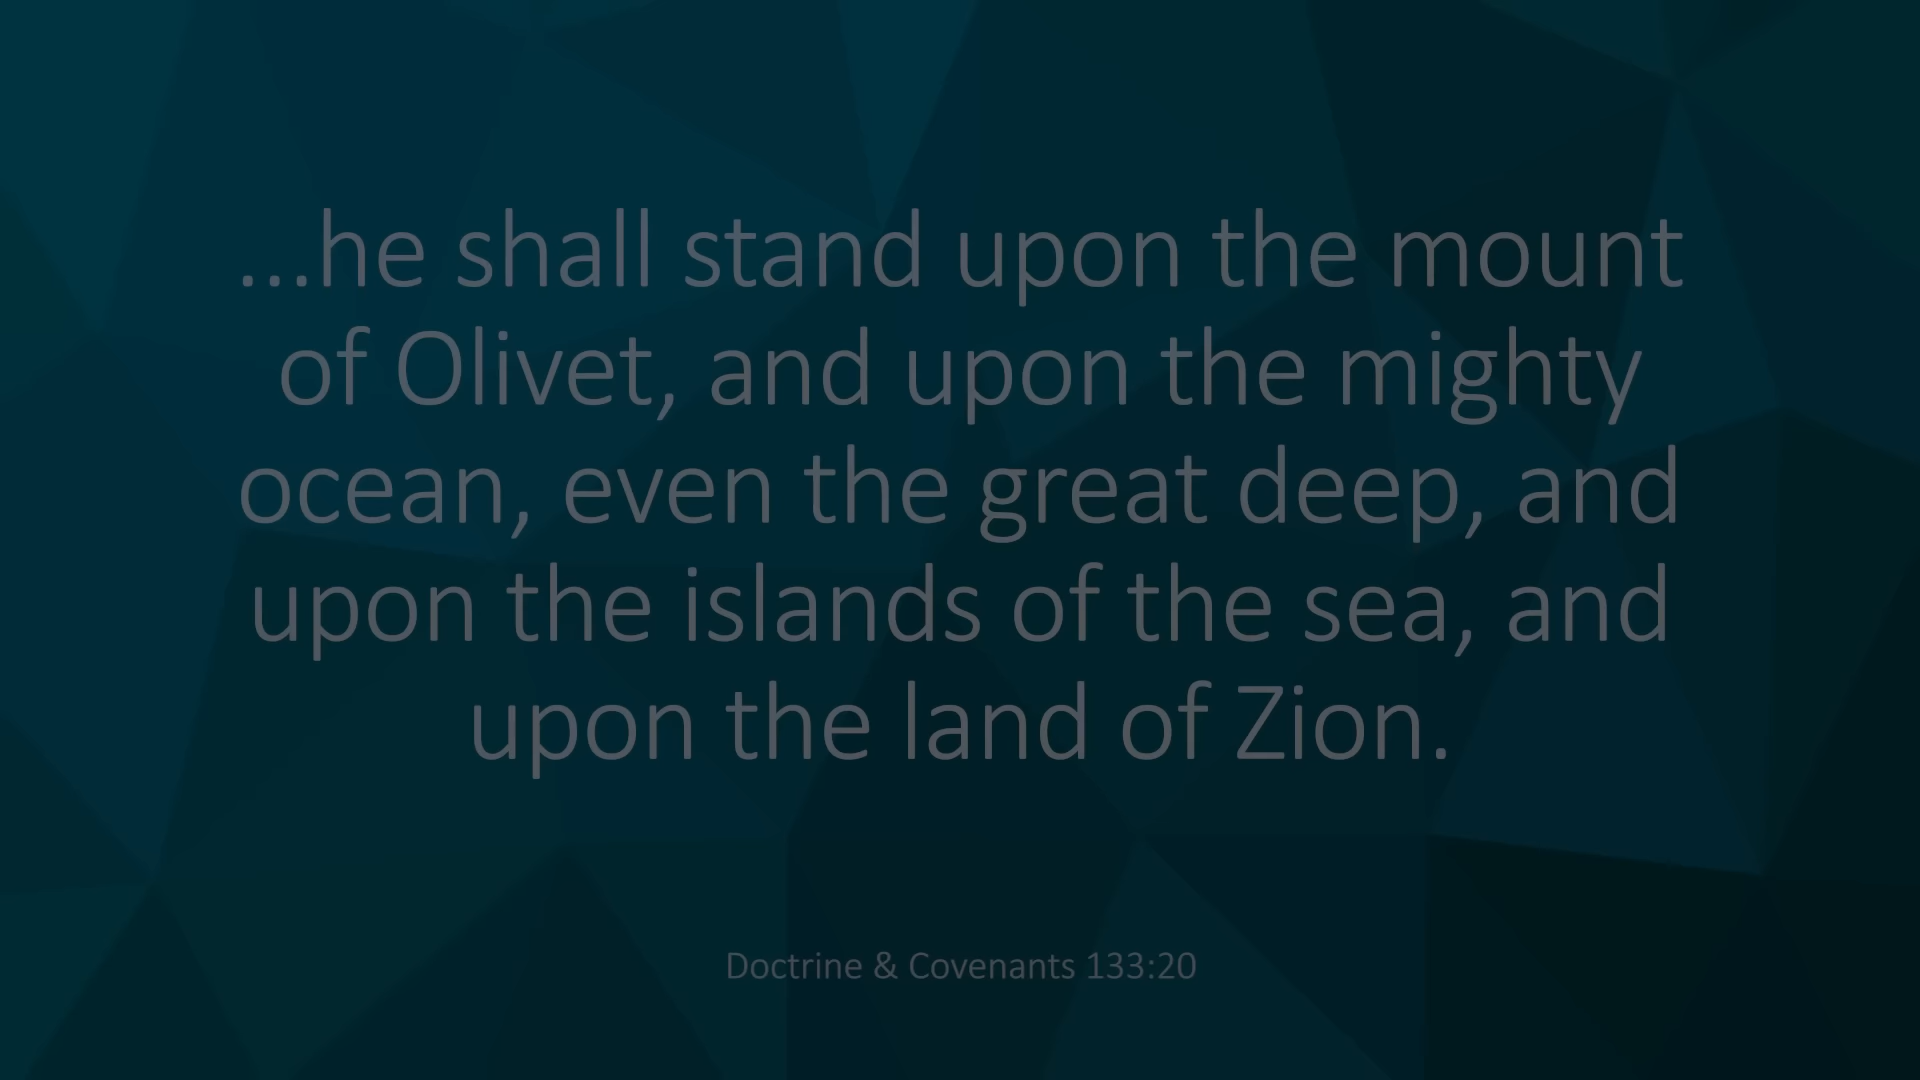 ...he shall stand upon the mount
of Olivet, and upon the mighty
ocean, even the great deep, and
upon the islands of the sea, and
upon the land of Zion.
Doctrine & Covenants 133:20